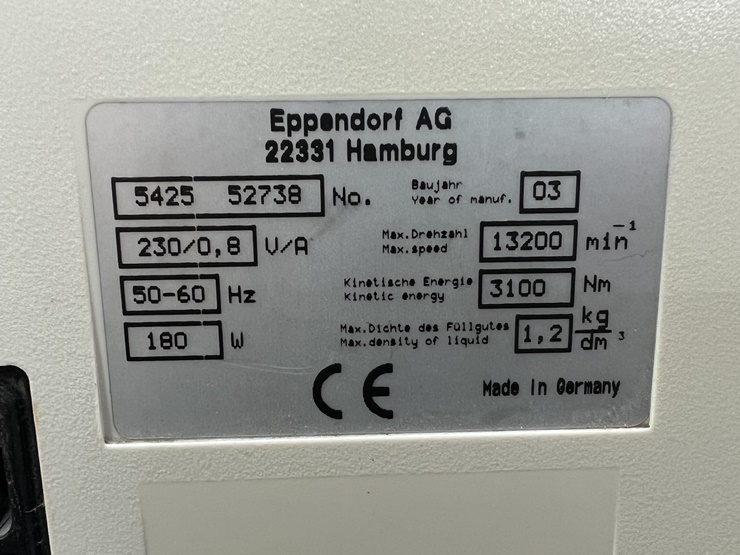 Eppendorf AG
22331 Hamburg
5425 52738 No.
Baujahr
Year of manuf. 03
230/0,8 V/A
Max.Drehzahl
Max.speed 13200 min⁻¹
50-60 Hz
Kinetische Energie
Kinetic energy 3100 Nm
180 W
Max.Dichte des Füllgutes
Max.density of liquid 1,2 kg/dm³
CE
Made in Germany